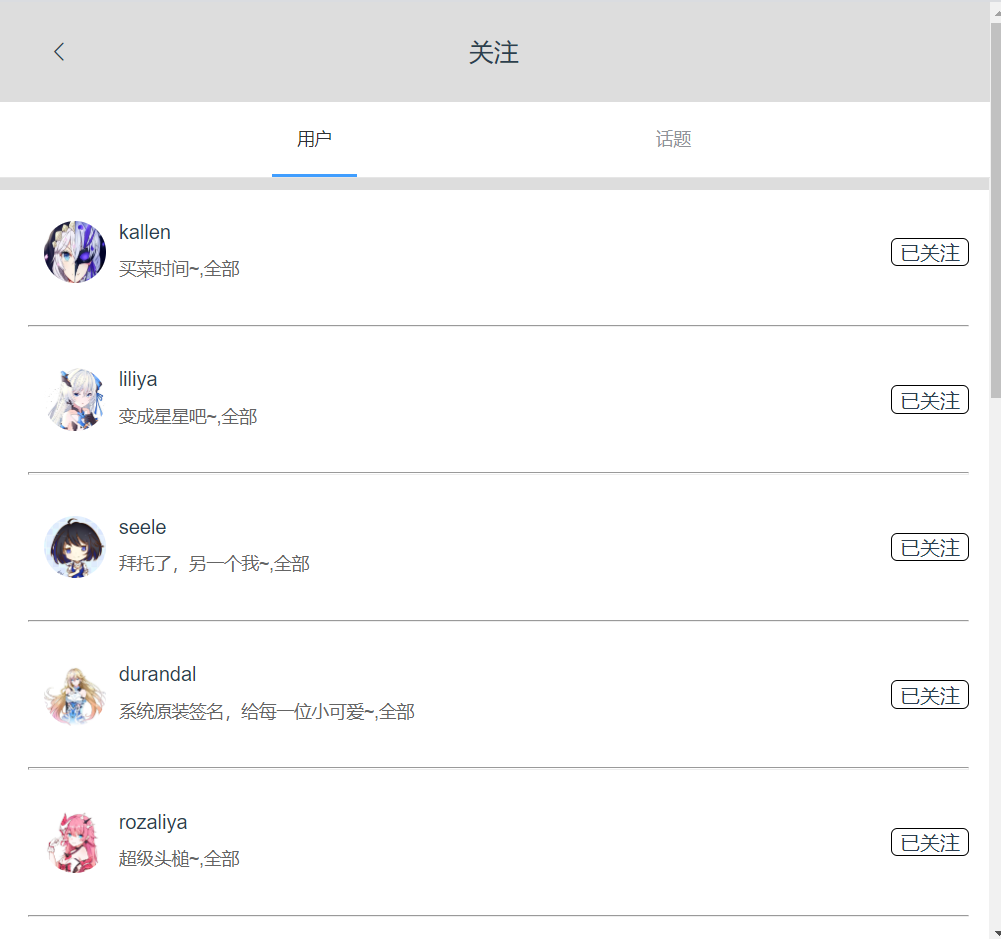 关注
用户 话题
kallen
买菜时间~,全部
已关注
liliya
变成星星吧~,全部
已关注
seele
拜托了，另一个我~,全部
已关注
durandal
系统原装签名，给每一位小可爱~,全部
已关注
rozaliya
超级头槌~,全部
已关注